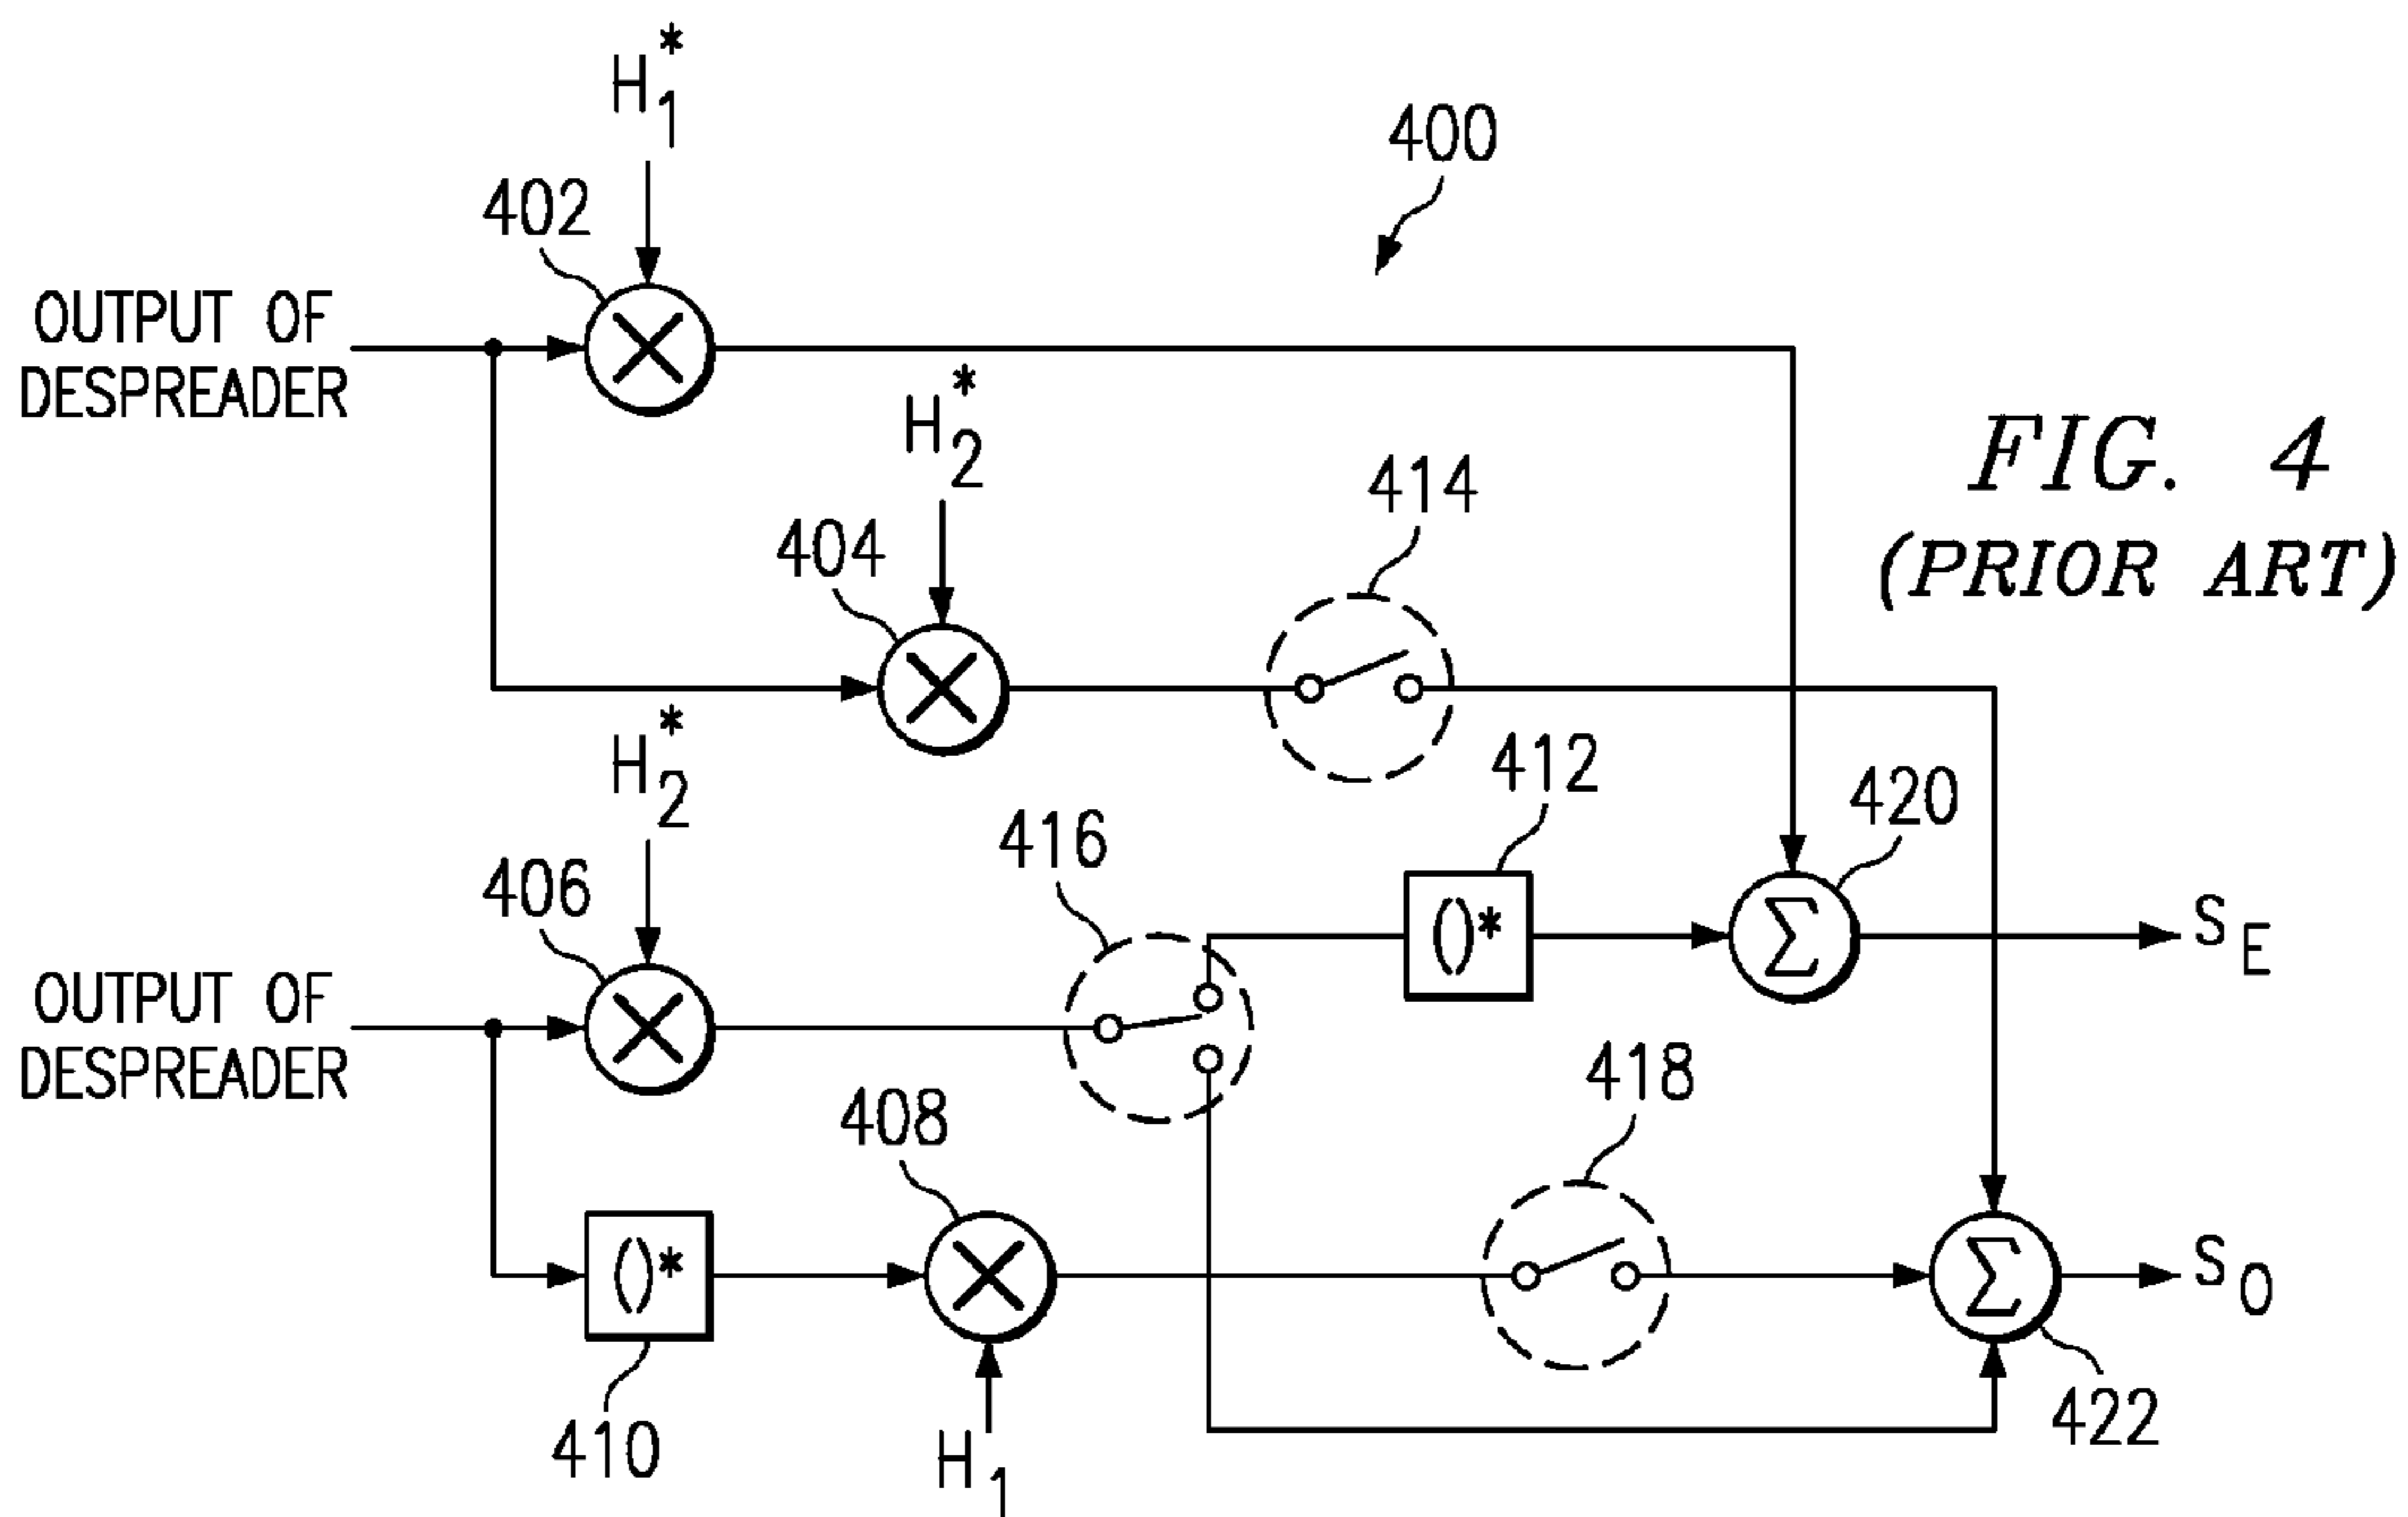 H1*
400
402
OUTPUT OF
DESPREADER
H2*
414
FIG. 4
(PRIOR ART)
404
H2*
412
420
416
406
SE
OUTPUT OF
DESPREADER
()*
Σ
418
408
()*
Σ
SO
410
H1
422